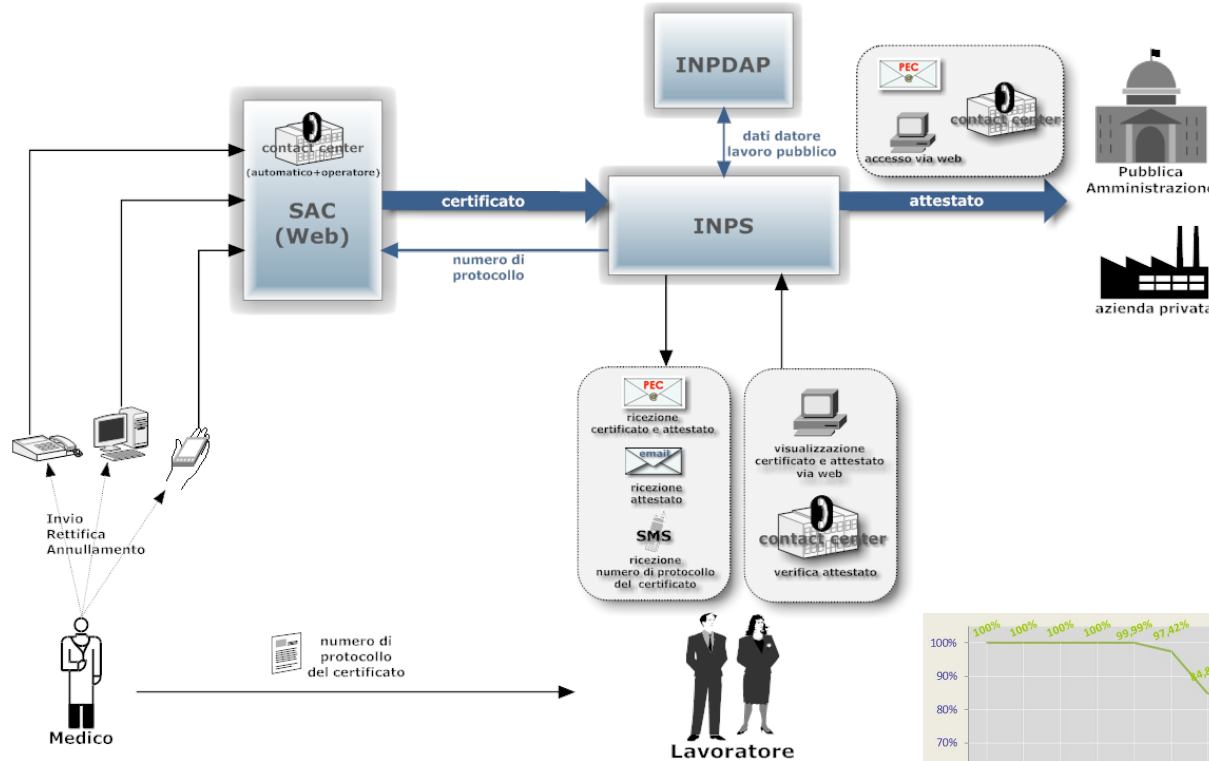 INPDAP
dati datore
lavoro pubblico
PEC
@
contact center
accesso via web
Pubblica
Amministrazione
azienda privata
contact center
(automatico+operatore)
SAC
(Web)
certificato
numero di
protocollo
INPS
attestato
PEC
@
ricezione
certificato e attestato
email
ricezione
attestato
SMS
ricezione
numero di protocollo
del certificato
visualizzazione
certificato e attestato
via web
contact center
verifica attestato
Invio
Rettifica
Annullamento
Medico
numero di
protocollo
del certificato
Lavoratore
100%
100%
100%
100%
99,99%
97,42%
100%
90%
80%
70%